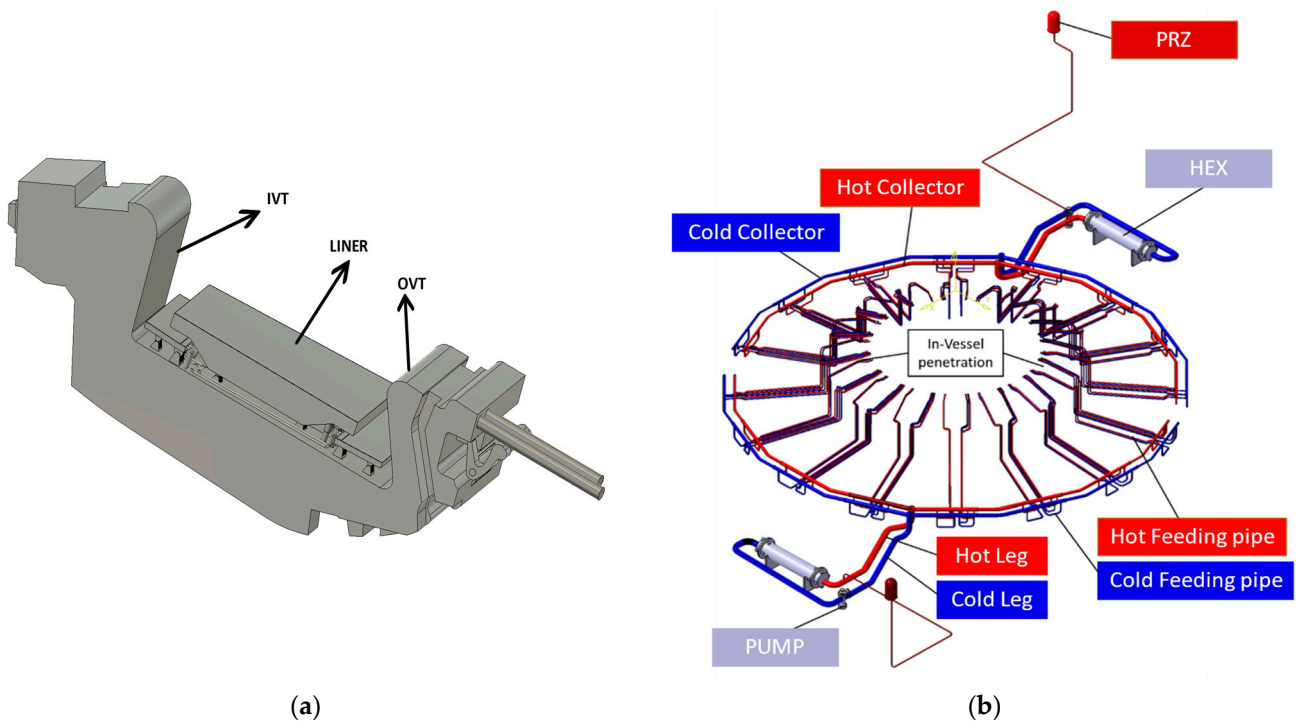 IVT
LINER
OVT
(a)
PRZ
HEX
Hot Collector
Cold Collector
In-Vessel
penetration
Hot Feeding pipe
Cold Feeding pipe
Hot Leg
Cold Leg
PUMP
(b)